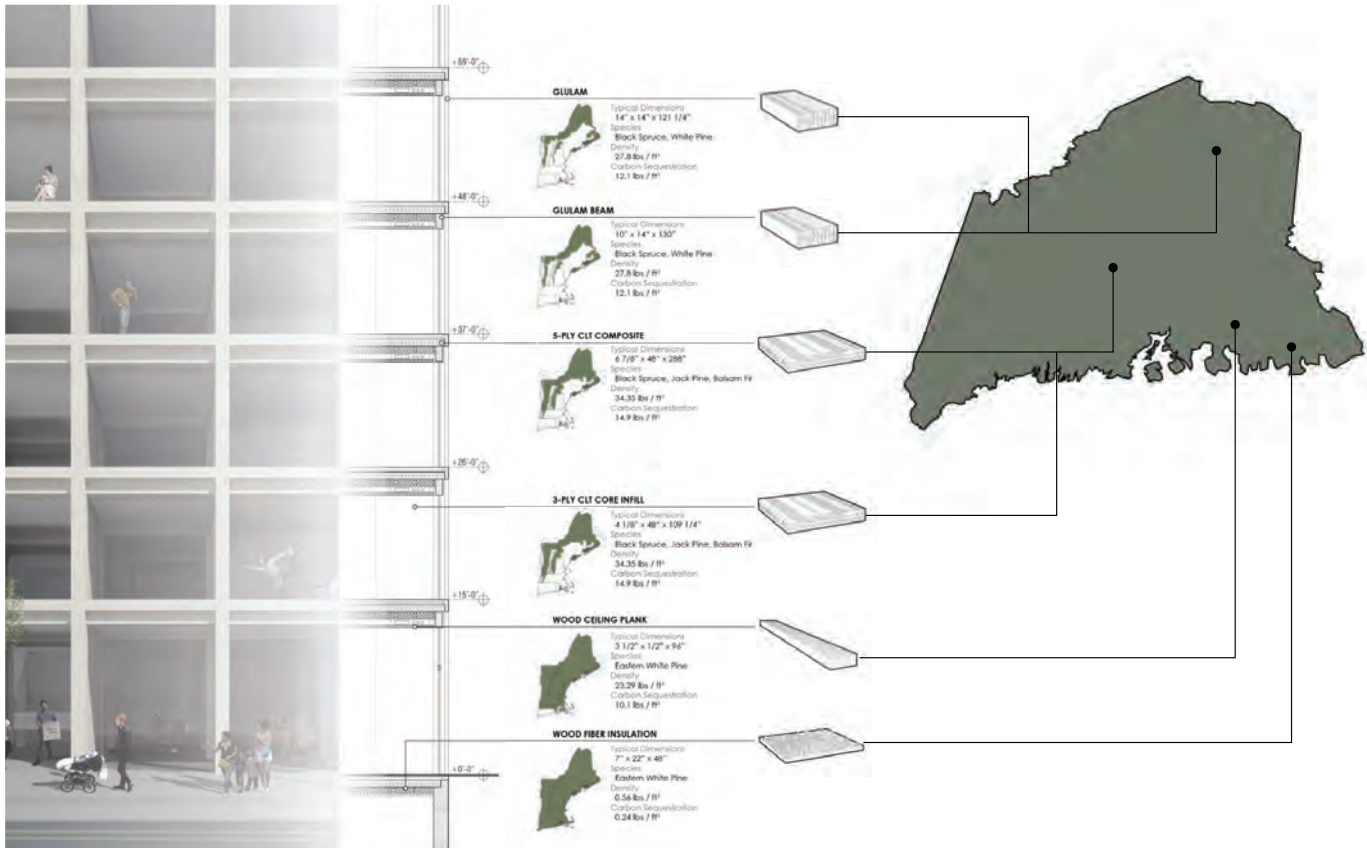 +59'-0"
GLULAM
Typical Dimensions
14" x 14" x 121 1/4"
Species
Black Spruce, White Pine
Density
27.8 lbs / ft³
Carbon Sequestration
12.1 lbs / ft³
+48'-0"
GLULAM BEAM
Typical Dimensions
10" x 14" x 130"
Species
Black Spruce, White Pine
Density
27.8 lbs / ft³
Carbon Sequestration
12.1 lbs / ft³
+37'-0"
5-PLY CLT COMPOSITE
Typical Dimensions
6 7/8" x 48" x 288"
Species
Black Spruce, Jack Pine, Balsam Fir
Density
34.35 lbs / ft³
Carbon Sequestration
14.9 lbs / ft³
+26'-0"
3-PLY CLT CORE INFILL
Typical Dimensions
4 1/8" x 48" x 109 1/4"
Species
Black Spruce, Jack Pine, Balsam Fir
Density
34.35 lbs / ft³
Carbon Sequestration
14.9 lbs / ft³
+15'-0"
WOOD CEILING PLANK
Typical Dimensions
3 1/2" x 1/2" x 96"
Species
Eastern White Pine
Density
23.29 lbs / ft³
Carbon Sequestration
10.1 lbs / ft³
WOOD FIBER INSULATION
Typical Dimensions
7" x 22" x 48"
Species
Eastern White Pine
Density
0.56 lbs / ft³
Carbon Sequestration
0.24 lbs / ft³
+0'-0"